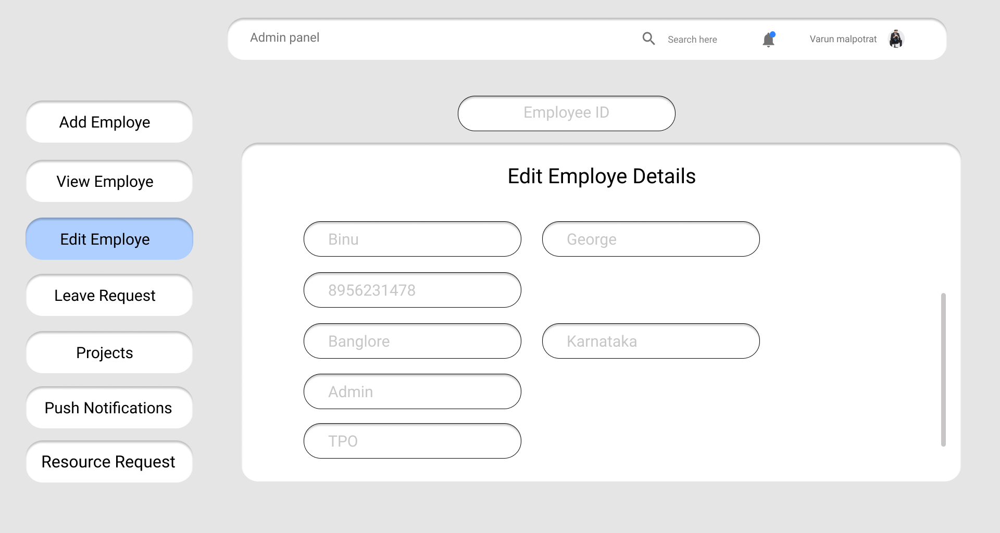 Admin panel
Search here
Varun malpotrat
Add Employe
View Employe
Edit Employe
Leave Request
Projects
Push Notifications
Resource Request
Employee ID
Edit Employe Details
Binu
George
8956231478
Banglore
Karnataka
Admin
TPO